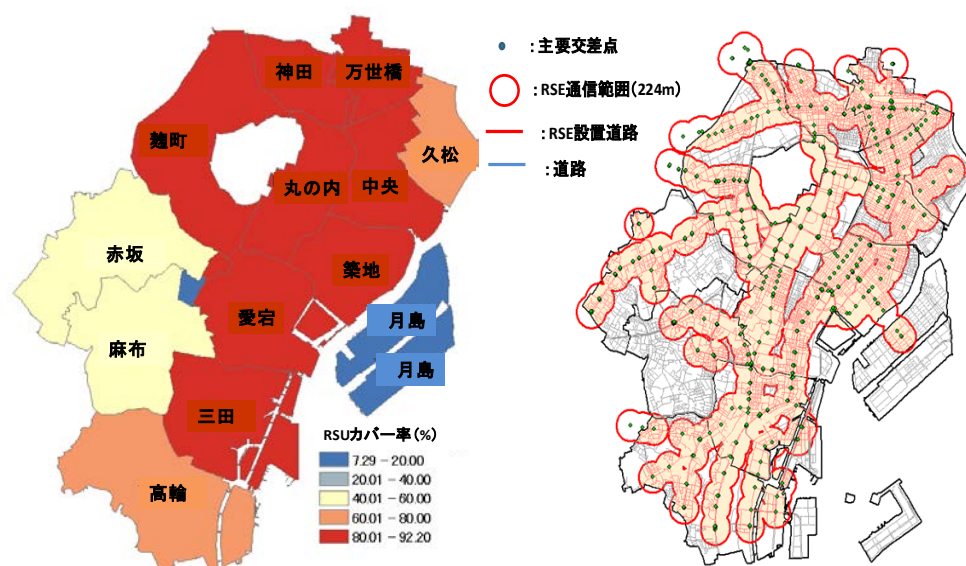 神田
万世橋
麹町
久松
丸の内
中央
赤坂
築地
愛宕
月島
麻布
月島
三田
高輪
RSUカバー率(%)
7.29 - 20.00
20.01 - 40.00
40.01 - 60.00
60.01 - 80.00
80.01 - 92.20
:主要交差点
:RSE通信範囲(224m)
:RSE設置道路
:道路